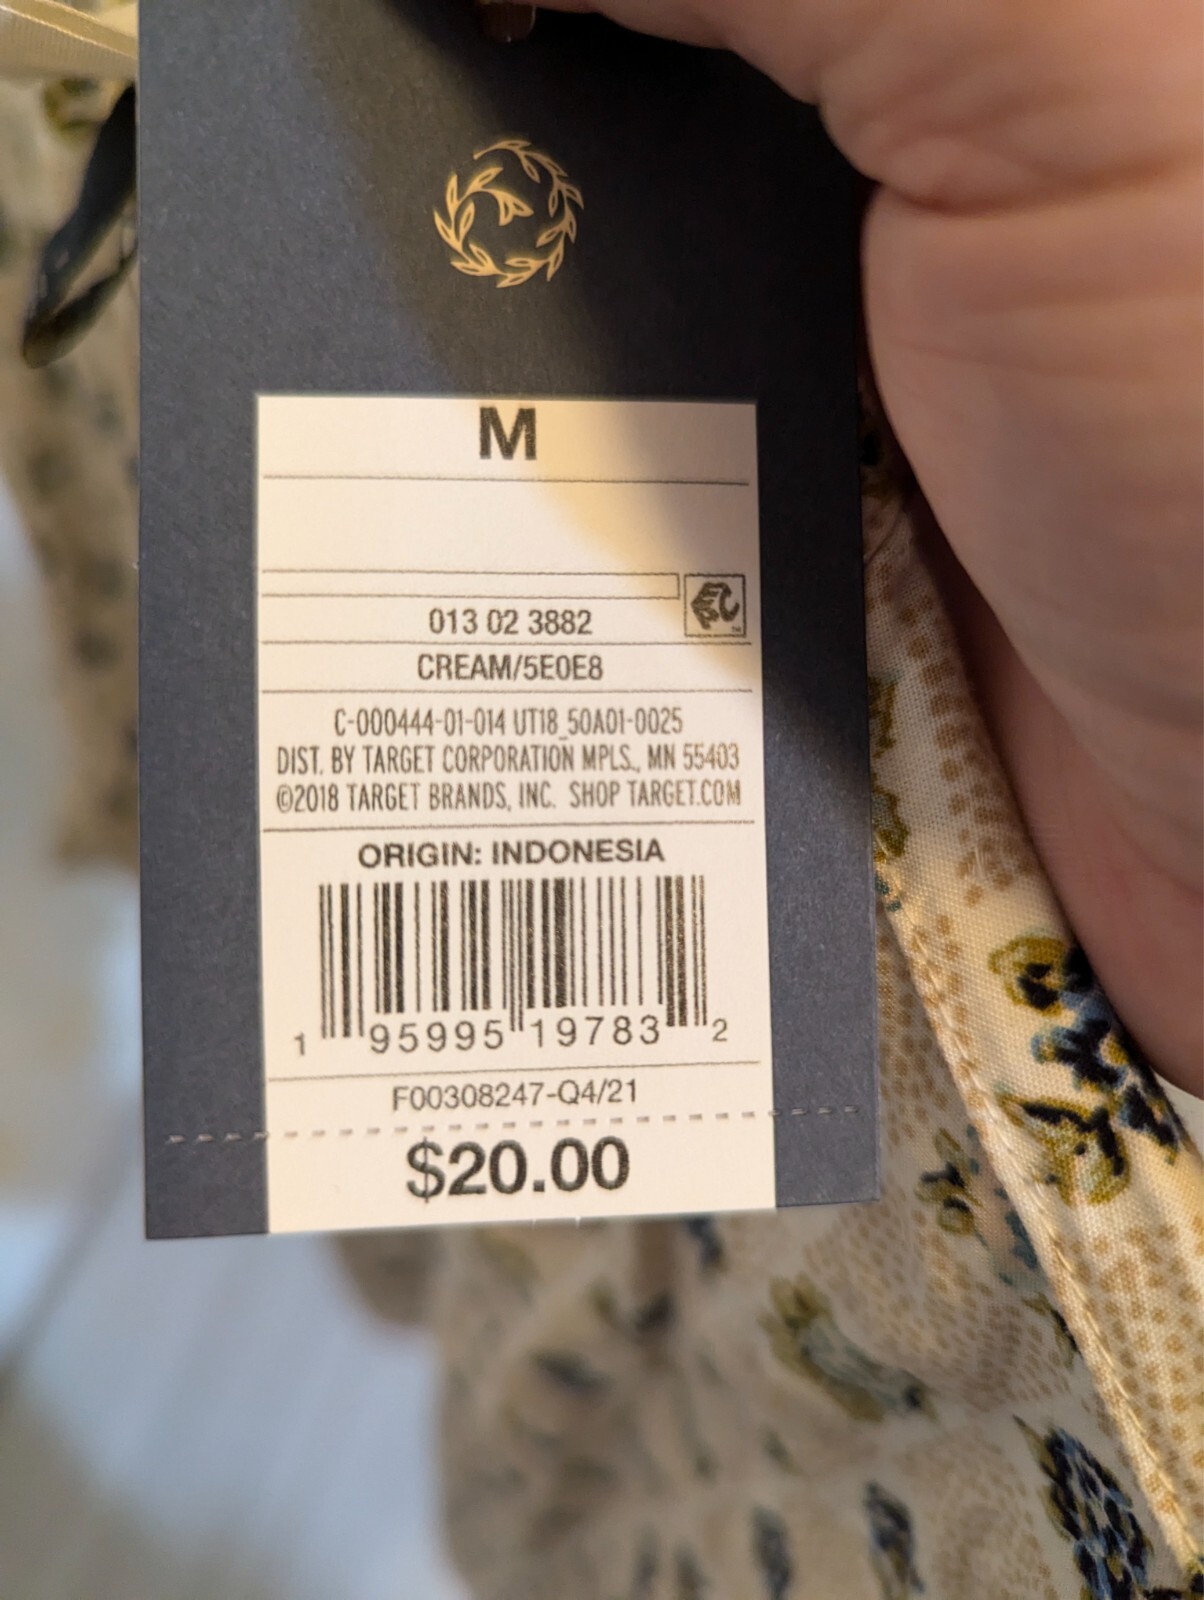 M
013 02 3882
CREAM/5E0E8
C-000444-01-014 UT18_50A01-0025
DIST. BY TARGET CORPORATION MPLS., MN 55403
©2018 TARGET BRANDS, INC. SHOP TARGET.COM
ORIGIN: INDONESIA
1 95995 19783 2
F00308247-Q4/21
$20.00